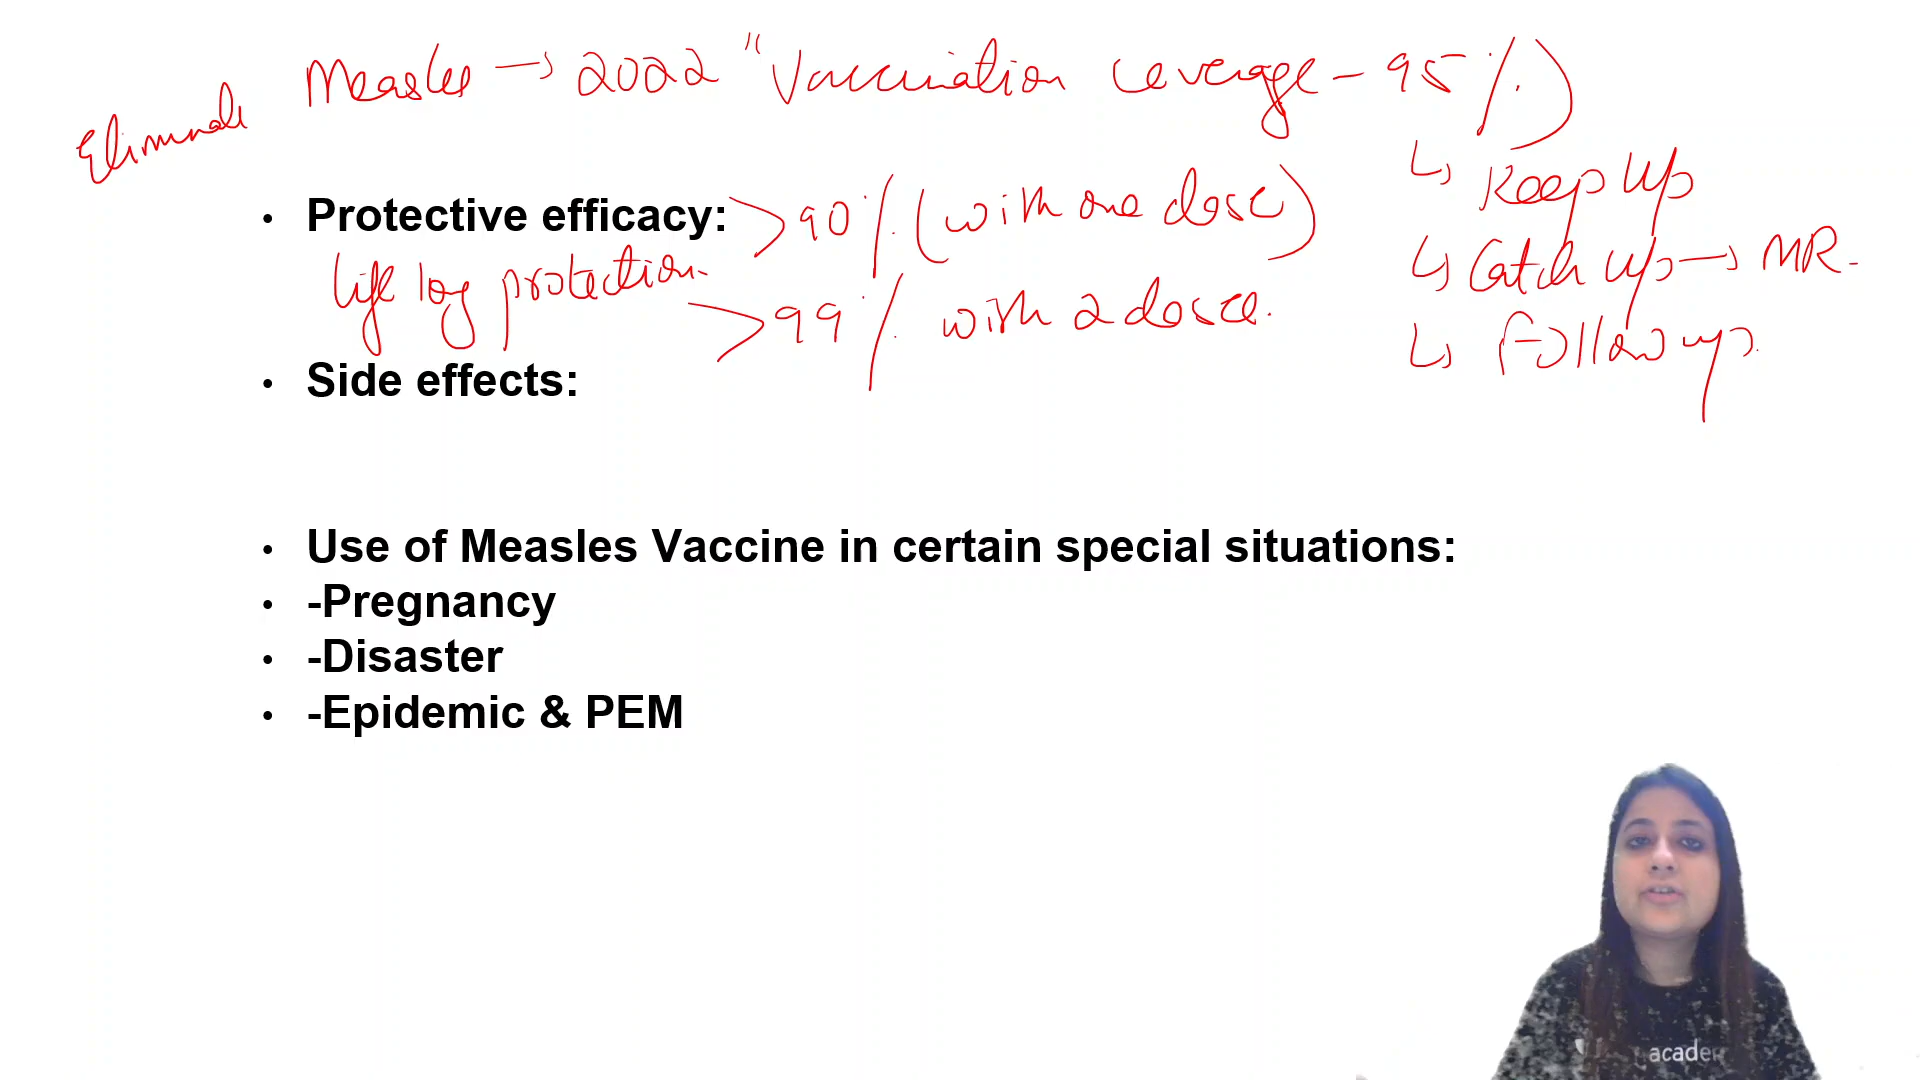 Eliminate Measles → 2022 "Vaccination coverage - 95%)
↳ Keep up
• Protective efficacy: >90% (with one dose)
↳ Catch up → MR.
life long protection.
>99% with 2 dose.
↳ Follow up.
• Side effects:
• Use of Measles Vaccine in certain special situations:
• -Pregnancy
• -Disaster
• -Epidemic & PEM
acade